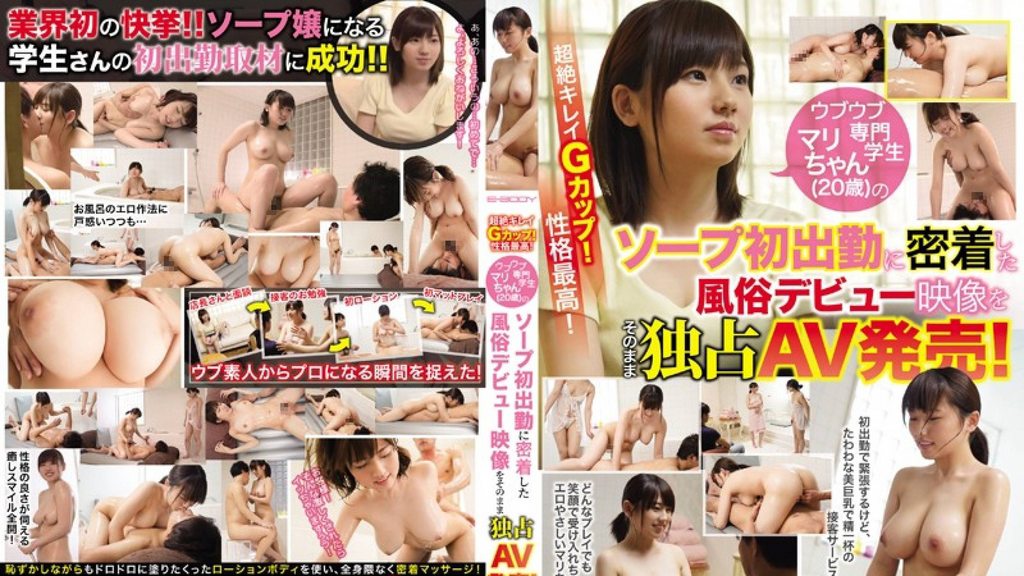 業界初の快挙!!ソープ嬢になる
学生さんの初出勤取材に成功!!
お風呂のエロ作法に
戸惑いつつも…
店長さんと面談
接客のお勉強
初ローション
初マットプレイ
ウブ素人からプロになる瞬間を捉えた!
性格の良さが伺える
癒しスマイル全開!
恥ずかしながらもドロドロに塗りたくったローションボディを使い、全身隈なく密着マッサージ!
E-BODY
超絶キレイ
Gカップ!
性格最高!
ウブウブ
専門学生
マリちゃん
(20歳)の
ソープ初出勤に密着した
風俗デビュー映像をそのまま
独占
AV発売!
超絶キレイGカップ!
性格最高!
ウブウブ
専門学生
マリちゃん
(20歳)の
ソープ初出勤に密着した
風俗デビュー映像を
そのまま
独占AV発売!
初出勤で緊張するけど、
たわわな美巨乳で精一杯の
接客サービス
どんなプレイでも
笑顔で受け入れち
エロやさしいマリ